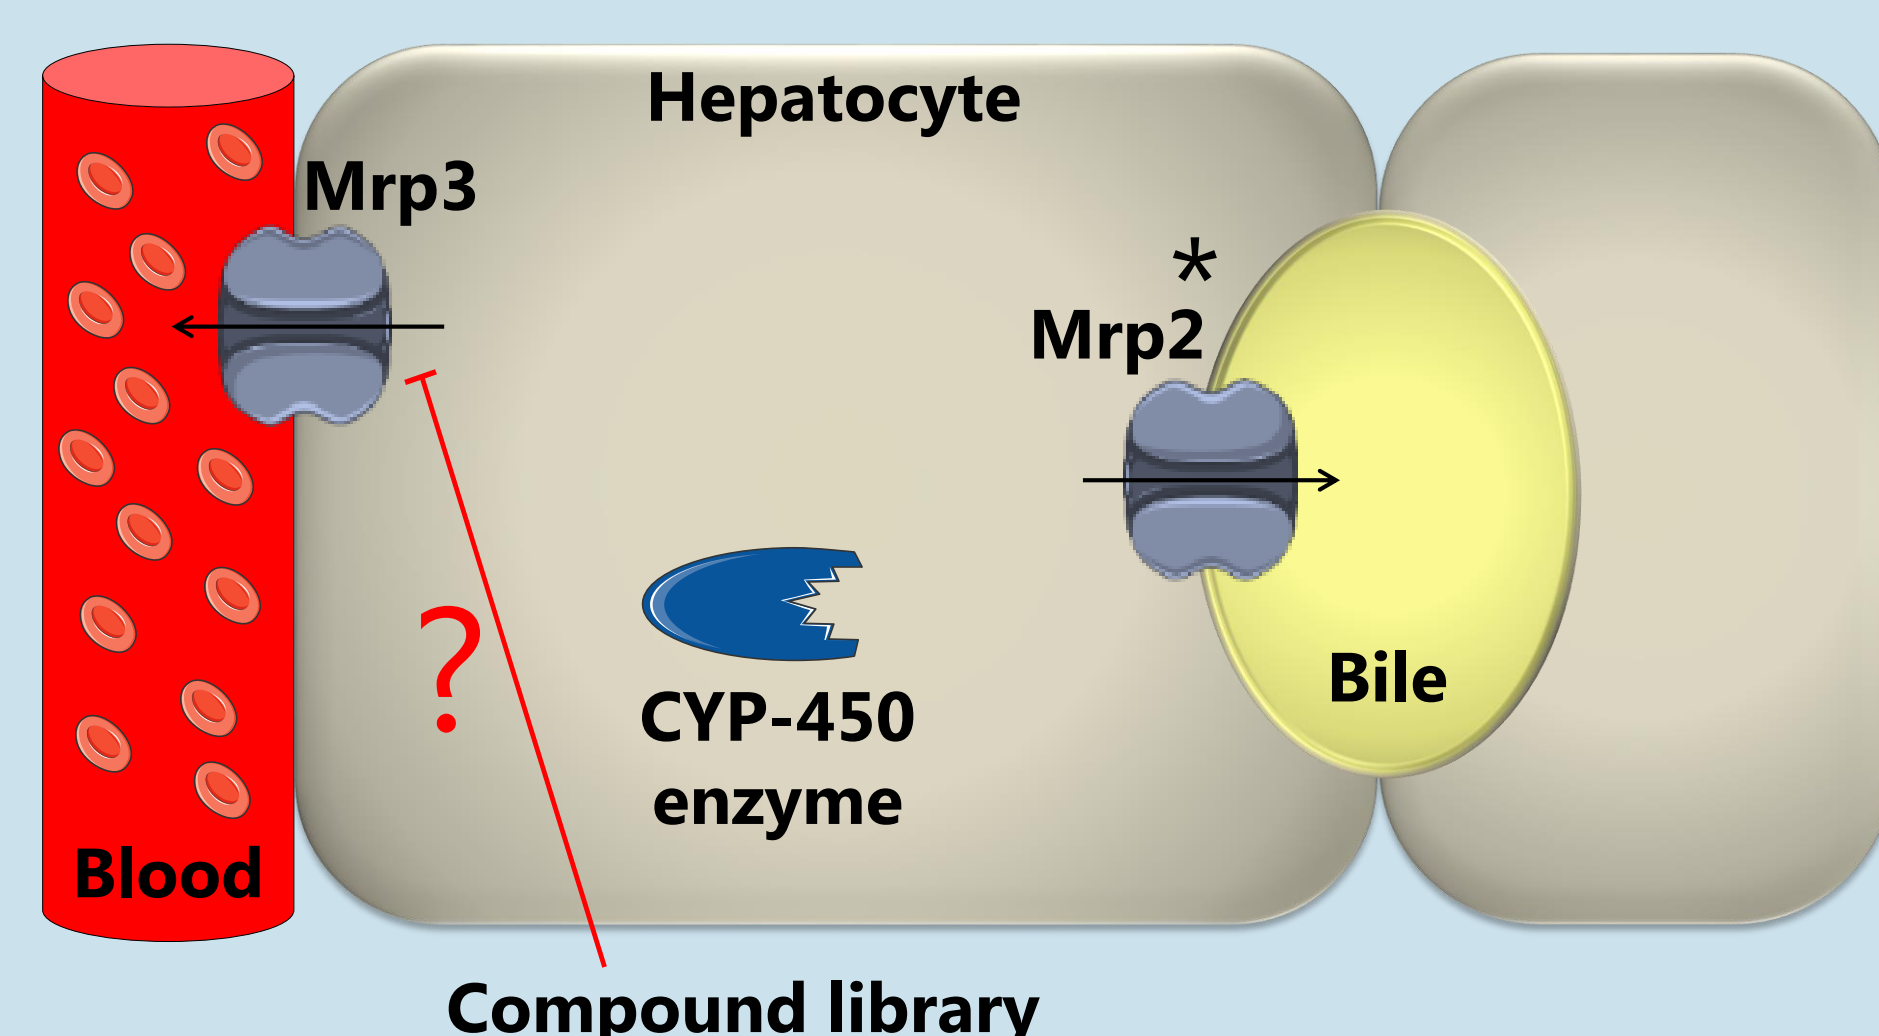 Hepatocyte
Mrp3
*
Mrp2
?
Bile
CYP-450
enzyme
Blood
Compound library